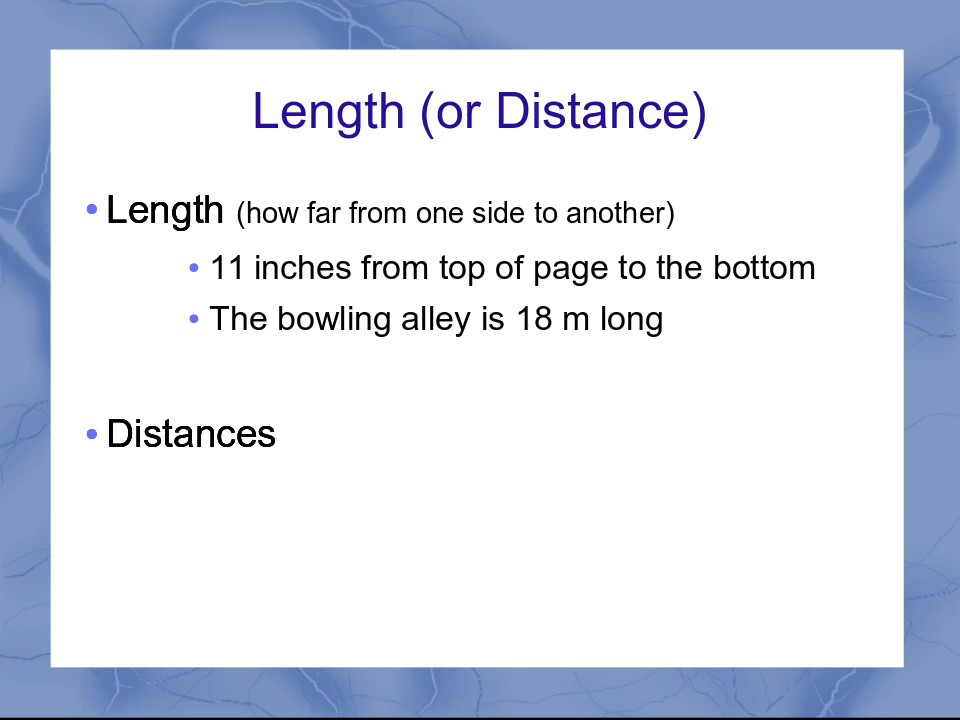 Length (or Distance)
• Length (how far from one side to another)
• 11 inches from top of page to the bottom
• The bowling alley is 18 m long
• Distances